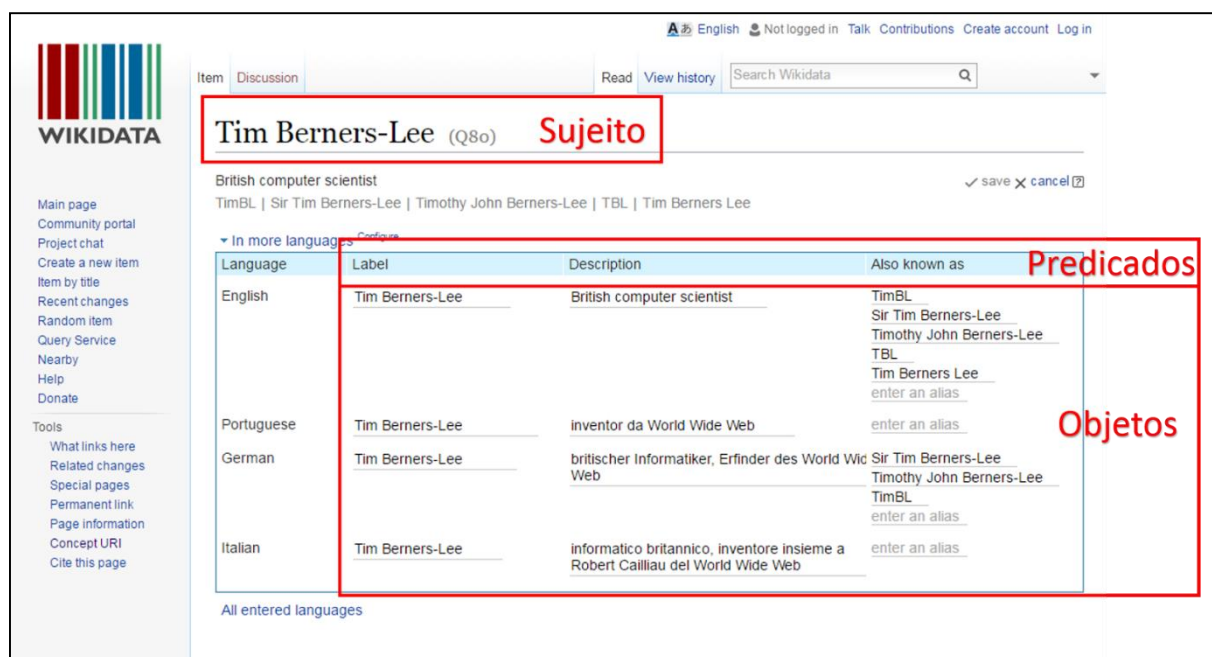 Aあ English Not logged in Talk Contributions Create account Log in
WIKIDATA
Item Discussion Read View history Search Wikidata
Tim Berners-Lee (Q80) Sujeito
British computer scientist
✓ save x cancel [?]
TimBL | Sir Tim Berners-Lee | Timothy John Berners-Lee | TBL | Tim Berners Lee
Main page
Community portal
Project chat
Create a new item
Item by title
Recent changes
Random item
Query Service
Nearby
Help
Donate
Tools
What links here
Related changes
Special pages
Permanent link
Page information
Concept URI
Cite this page
In more languages Configure
Language Label Description Also known as Predicados
English Tim Berners-Lee British computer scientist TimBL
Sir Tim Berners-Lee
Timothy John Berners-Lee
TBL
Tim Berners Lee
enter an alias
Objetos
Portuguese Tim Berners-Lee inventor da World Wide Web enter an alias
German Tim Berners-Lee britischer Informatiker, Erfinder des World Wid Sir Tim Berners-Lee
Web Timothy John Berners-Lee
TimBL
enter an alias
Italian Tim Berners-Lee informatico britannico, inventore insieme a enter an alias
Robert Cailliau del World Wide Web
All entered languages